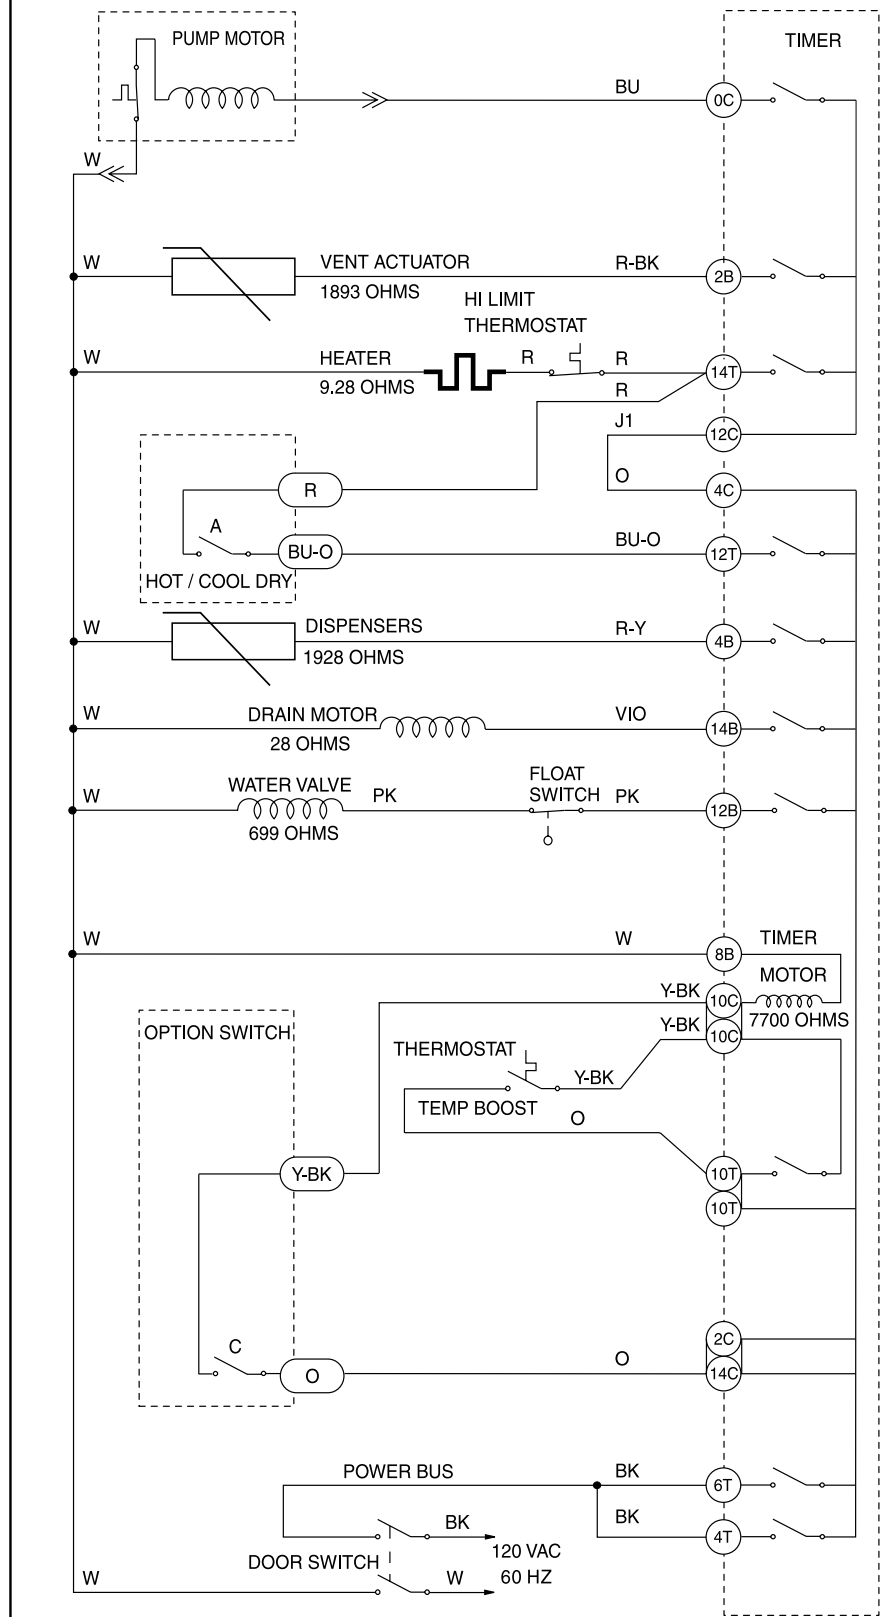 PUMP MOTOR
TIMER
BU
0C
W
W
VENT ACTUATOR
1893 OHMS
R-BK
2B
HI LIMIT
THERMOSTAT
W
HEATER
9.28 OHMS
R
R
14T
R
J1
12C
O
4C
R
A
BU-O
BU-O
12T
HOT / COOL DRY
W
DISPENSERS
1928 OHMS
R-Y
4B
W
DRAIN MOTOR
28 OHMS
VIO
14B
W
WATER VALVE
699 OHMS
PK
FLOAT
SWITCH
PK
12B
W
W
8B
TIMER
MOTOR
7700 OHMS
Y-BK
10C
Y-BK
10C
OPTION SWITCH
THERMOSTAT
Y-BK
TEMP BOOST
O
Y-BK
10T
10T
C
O
O
2C
14C
POWER BUS
BK
6T
BK
4T
BK
120 VAC
60 HZ
DOOR SWITCH
W
W